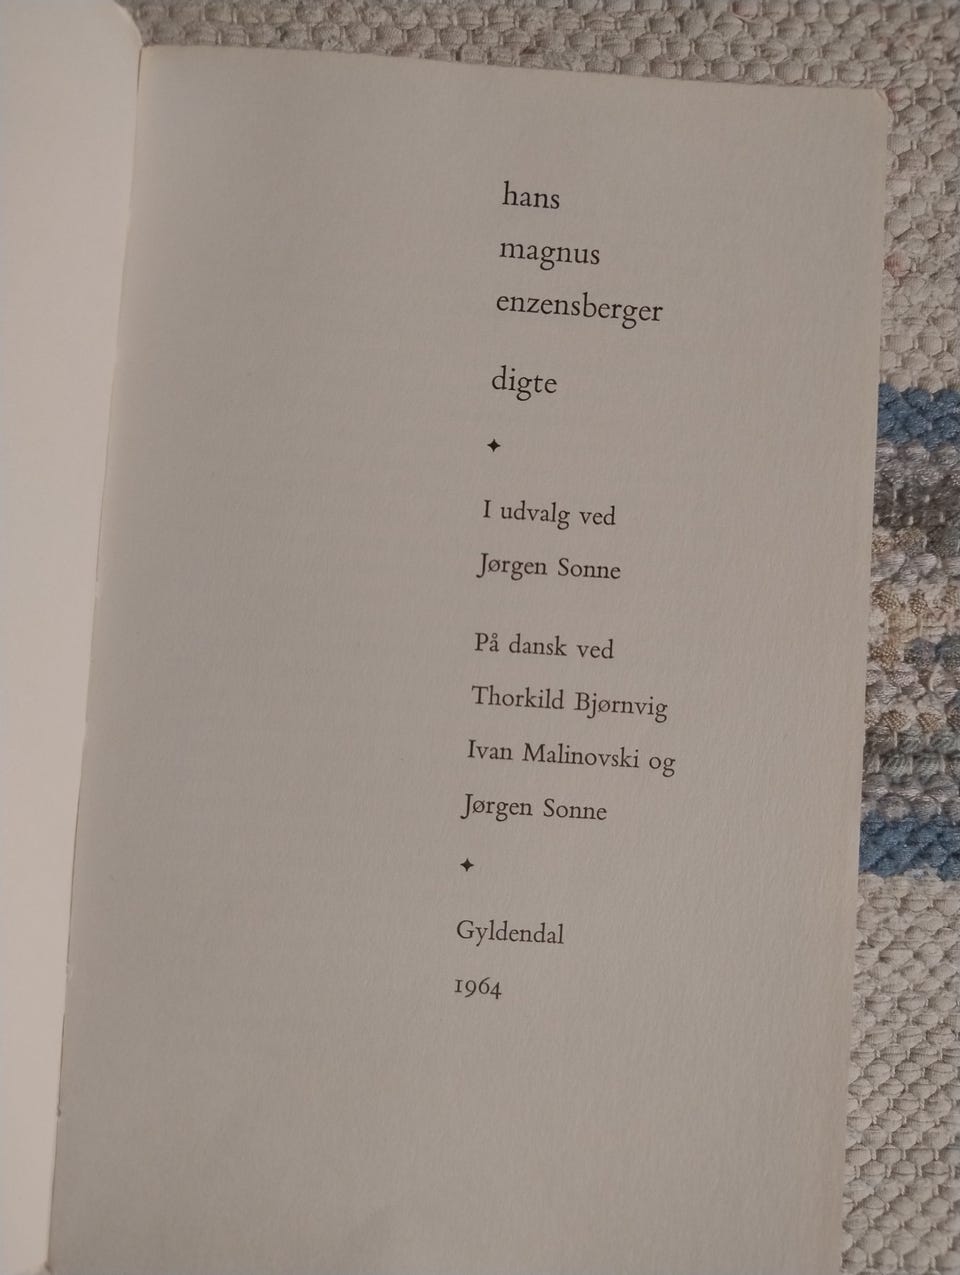 hans
magnus
enzensberger
digte
I udvalg ved
Jørgen Sonne
På dansk ved
Thorkild Bjørnvig
Ivan Malinovski og
Jørgen Sonne
Gyldendal
1964